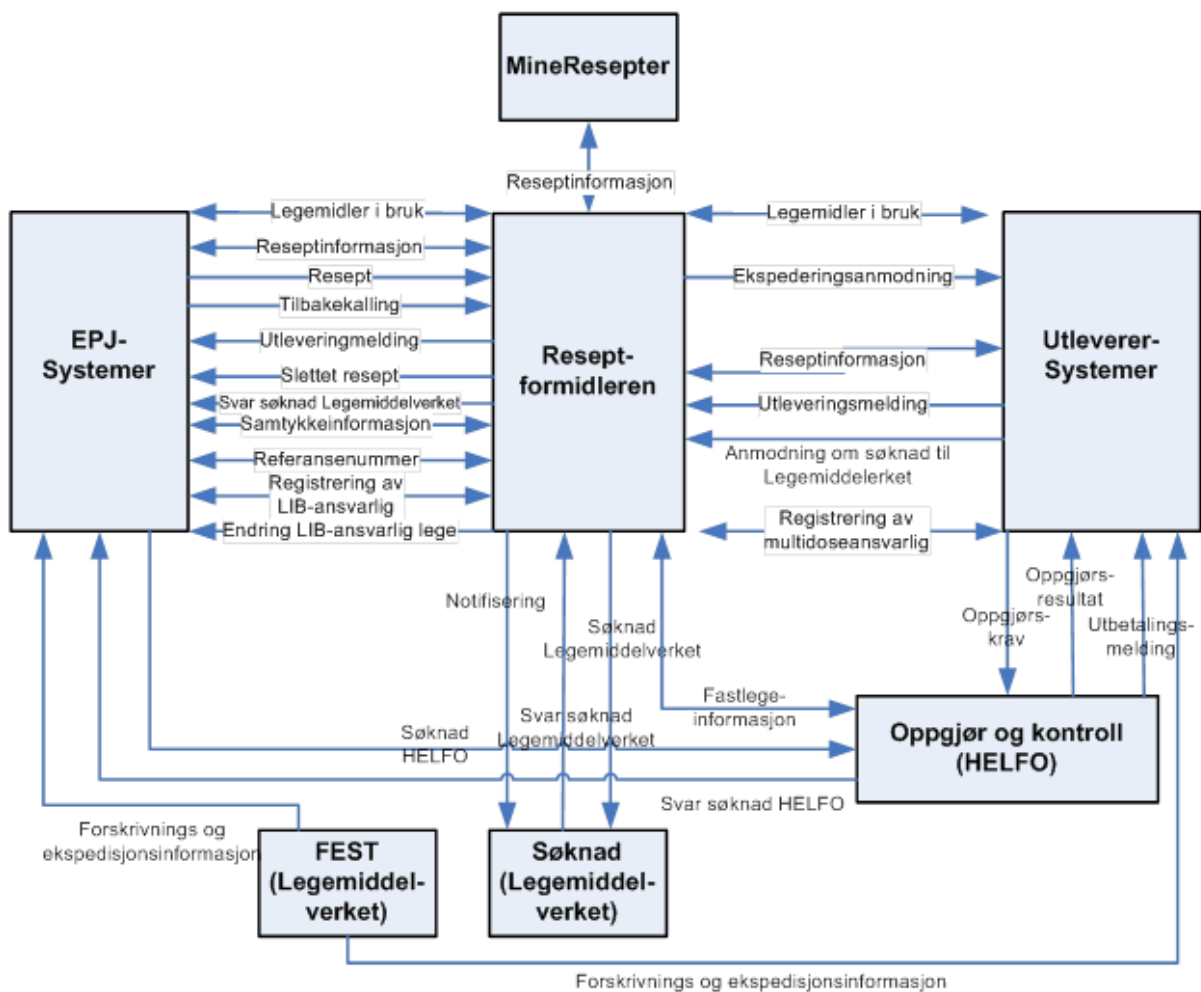 MineResepter
Reseptinformasjon
Legemidler i bruk
Legemidler i bruk
Reseptinformasjon
Resept
Ekspederingsanmodning
Tilbakekalling
EPJ-
Systemer
Utleveringmelding
Resept-
formidleren
Reseptinformasjon
Utleverer-
Systemer
Slettet resept
Svar søknad Legemiddelverket
Utleveringsmelding
Samtykkeinformasjon
Anmodning om søknad til
Legemiddelerket
Referansenummer
Registrering av
LIB-ansvarlig
Endring LIB-ansvarlig lege
Registrering av
multidoseansvarlig
Notifisering
Søknad
Legemiddelverket
Oppgjørs-
krav
Oppgjørs-
resultat
Utbetalings-
melding
Fastlege-
informasjon
Søknad
HELFO
Svar søknad
Legemiddelverket
Oppgjør og kontroll
(HELFO)
Svar søknad HELFO
Forskrivnings og
ekspedisjonsinformasjon
FEST
(Legemiddel-
verket)
Søknad
(Legemiddel-
verket)
Forskrivnings og ekspedisjonsinformasjon